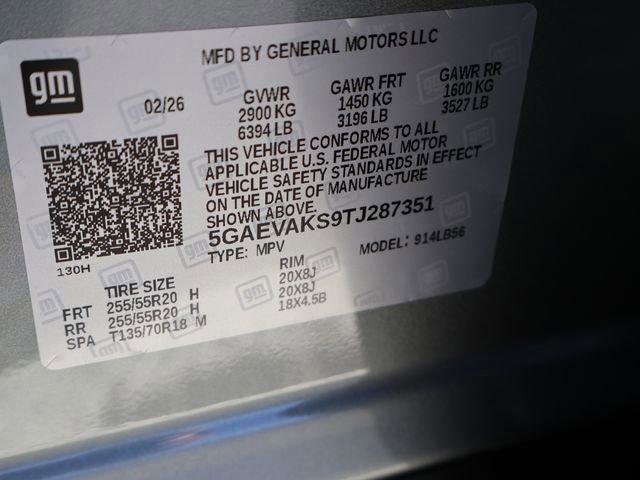 gm
MFD BY GENERAL MOTORS LLC
02/26
GVWR GAWR FRT GAWR RR
2900 KG 1450 KG 1600 KG
6394 LB 3196 LB 3527 LB
THIS VEHICLE CONFORMS TO ALL
APPLICABLE U.S. FEDERAL MOTOR
VEHICLE SAFETY STANDARDS IN EFFECT
ON THE DATE OF MANUFACTURE
SHOWN ABOVE
5GAEVAKS9TJ287351
TYPE: MPV MODEL: 914LB56
130H
TIRE SIZE RIM
FRT 255/55R20 H 20X8J
RR 255/55R20 H 20X8J
SPA T135/70R18 M 18X4.5B